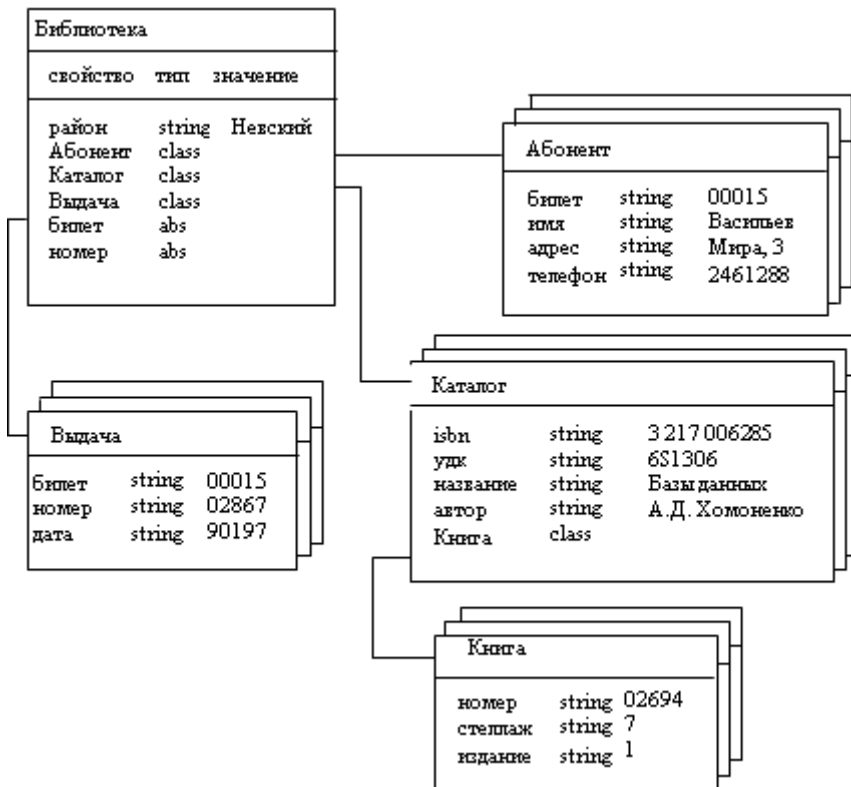 Библиотека
свойство тип значение
район string Невский
Абонент class
Каталог class
Выдача class
билет abs
номер abs
Абонент
билет string 00015
имя string Васильев
адрес string Мира, 3
телефон string 2461288
Выдача
билет string 00015
номер string 02867
дата string 90197
Каталог
isbn string 3 217 006285
удк string 6S1306
название string Базы данных
автор string А.Д. Хомоненко
Книга class
Книга
номер string 02694
стеллаж string 7
издание string 1